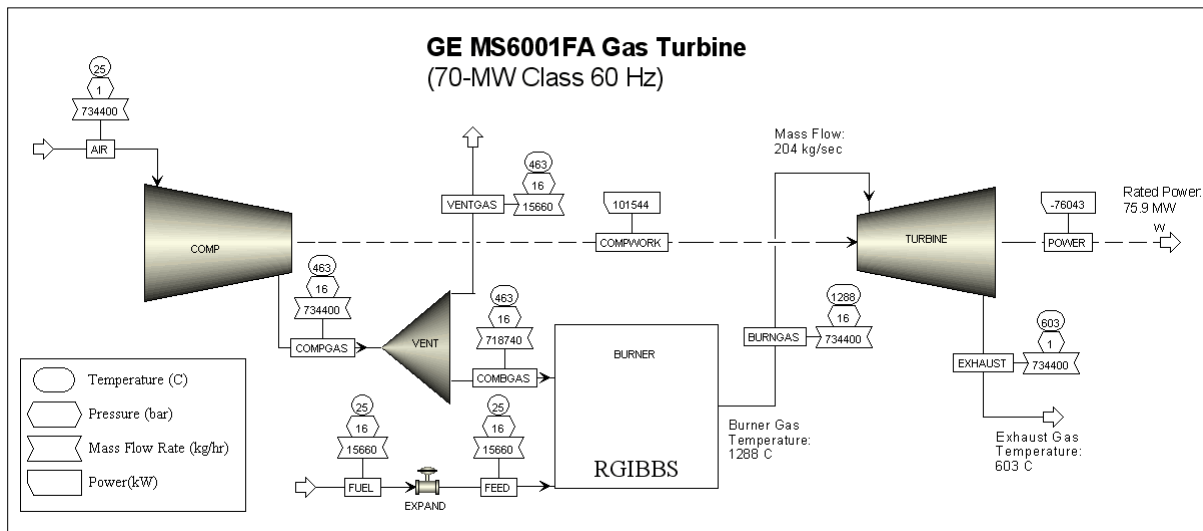 GE MS6001FA Gas Turbine
(70-MW Class 60 Hz)
25
1
734400
AIR
COMP
463
16
734400
COMPGAS
VENT
463
16
15660
VENTGAS
463
16
718740
COMBGAS
101544
COMPWORK
25
16
15660
FUEL
EXPAND
25
16
15660
FEED
BURNER
RGIBBS
Mass Flow:
204 kg/sec
1288
16
734400
BURNGAS
Burner Gas
Temperature:
1288 C
TURBINE
-76043
POWER
Rated Power:
75.9 MW
W
603
1
734400
EXHAUST
Exhaust Gas
Temperature:
603 C
Temperature (C)
Pressure (bar)
Mass Flow Rate (kg/hr)
Power(kW)